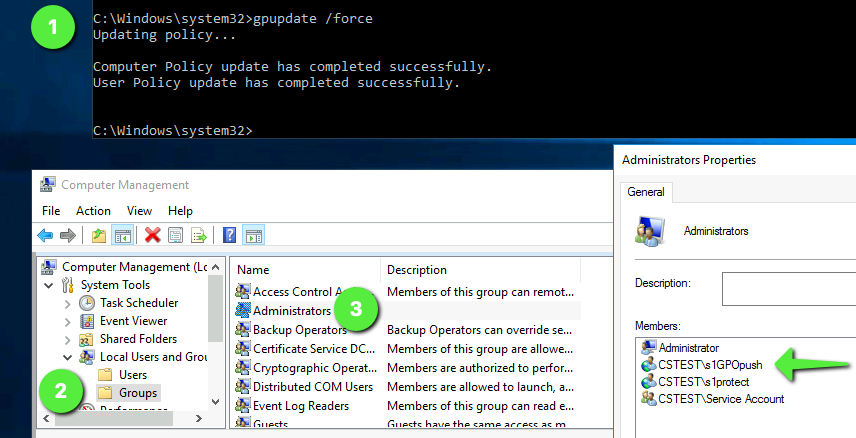 1
C:\Windows\system32>gpupdate /force
Updating policy...
Computer Policy update has completed successfully.
User Policy update has completed successfully.
C:\Windows\system32>
Computer Management
File Action View Help
Computer Management (Lo
System Tools
Task Scheduler
Event Viewer
Shared Folders
Local Users and Grou
Users
2
Groups
Performance
Name Description
Access Control A Members of this group can remot...
Administrators
3
Backup Operators Backup Operators can override se...
Certificate Service DC... Members of this group are allowe...
Cryptographic Operat... Members are authorized to perfor...
Distributed COM Users Members are allowed to launch, a...
Event Log Readers Members of this group can read e...
Guests Guests have the same access as m...
Administrators Properties
General
Administrators
Description:
Members:
Administrator
CSTEST\s1GPOpush
CSTEST\s1protect
CSTEST\Service Account